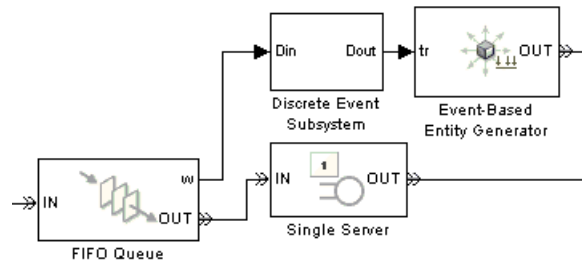 Din
Dout
tr
OUT
Discrete Event
Subsystem
Event-Based
Entity Generator
IN
w
OUT
FIFO Queue
1
IN
OUT
Single Server